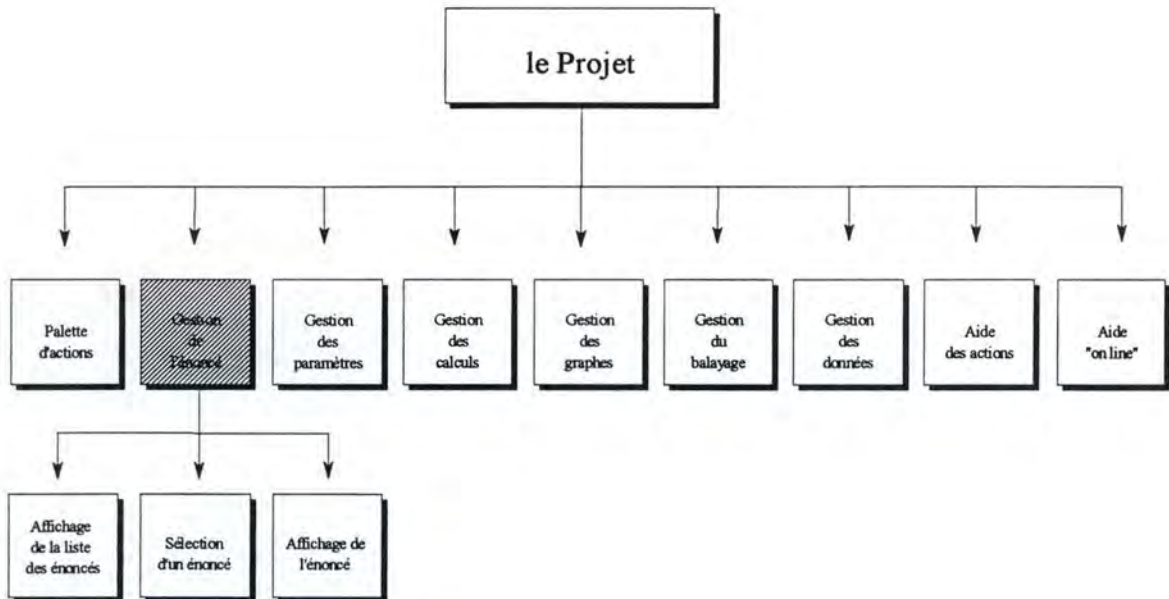 le Projet
Palette
d'actions
Gestion
de
l'énoncé
Gestion
des
paramètres
Gestion
des
calculs
Gestion
des
graphes
Gestion
du
balayage
Gestion
des
données
Aide
des actions
Aide
"on line"
Affichage
de la liste
des énoncés
Sélection
d'un énoncé
Affichage de
l'énoncé